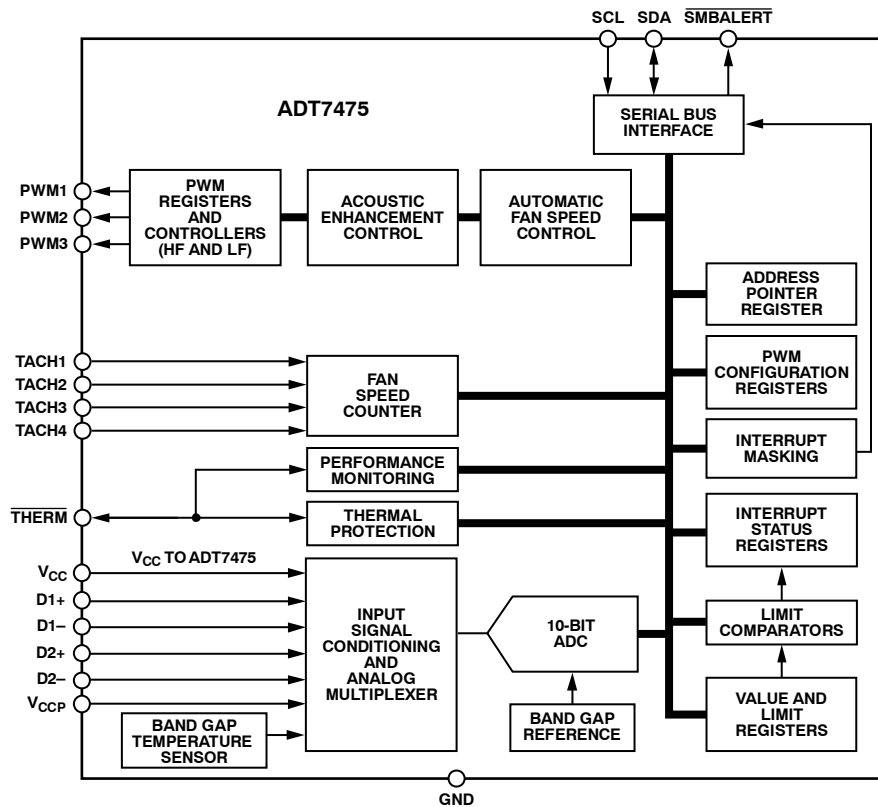 SCL SDA SMBALERT
ADT7475
SERIAL BUS
INTERFACE
PWM1
PWM2
PWM3
PWM
REGISTERS
AND
CONTROLLERS
(HF AND LF)
ACOUSTIC
ENHANCEMENT
CONTROL
AUTOMATIC
FAN SPEED
CONTROL
ADDRESS
POINTER
REGISTER
TACH1
TACH2
TACH3
TACH4
FAN
SPEED
COUNTER
PWM
CONFIGURATION
REGISTERS
PERFORMANCE
MONITORING
INTERRUPT
MASKING
THERM
THERMAL
PROTECTION
INTERRUPT
STATUS
REGISTERS
VCC TO ADT7475
VCC
D1+
D1–
D2+
D2–
VCCP
INPUT
SIGNAL
CONDITIONING
AND
ANALOG
MULTIPLEXER
10-BIT
ADC
LIMIT
COMPARATORS
BAND GAP
TEMPERATURE
SENSOR
BAND GAP
REFERENCE
VALUE AND
LIMIT
REGISTERS
GND